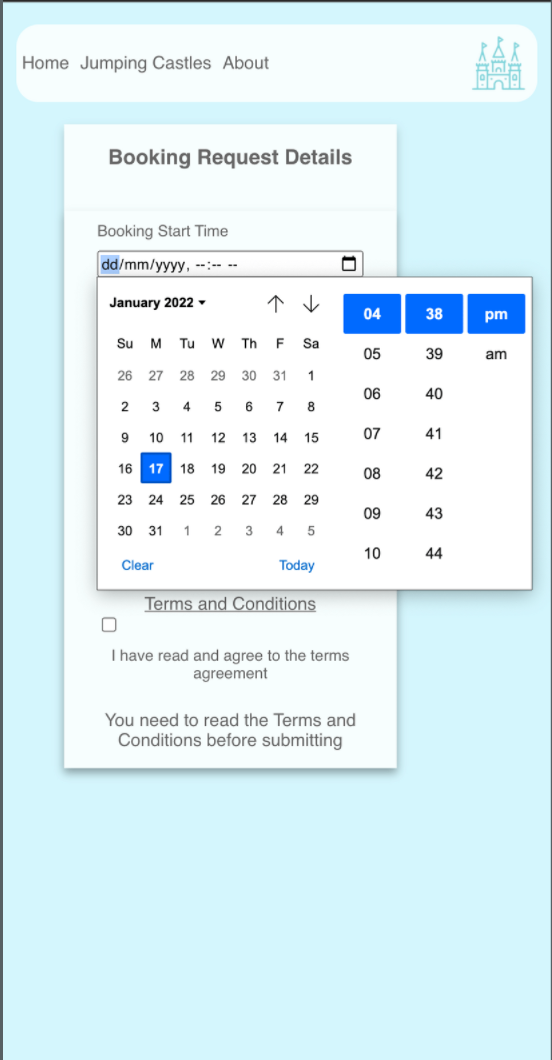 Home Jumping Castles About
Booking Request Details
Booking Start Time
dd/mm/yyyy, --:-- --
January 2022
Su M Tu W Th F Sa
26 27 28 29 30 31 1
2 3 4 5 6 7 8
9 10 11 12 13 14 15
16 17 18 19 20 21 22
23 24 25 26 27 28 29
30 31 1 2 3 4 5
Clear Today
04 38 pm
05 39 am
06 40
07 41
08 42
09 43
10 44
Terms and Conditions
I have read and agree to the terms
agreement
You need to read the Terms and
Conditions before submitting